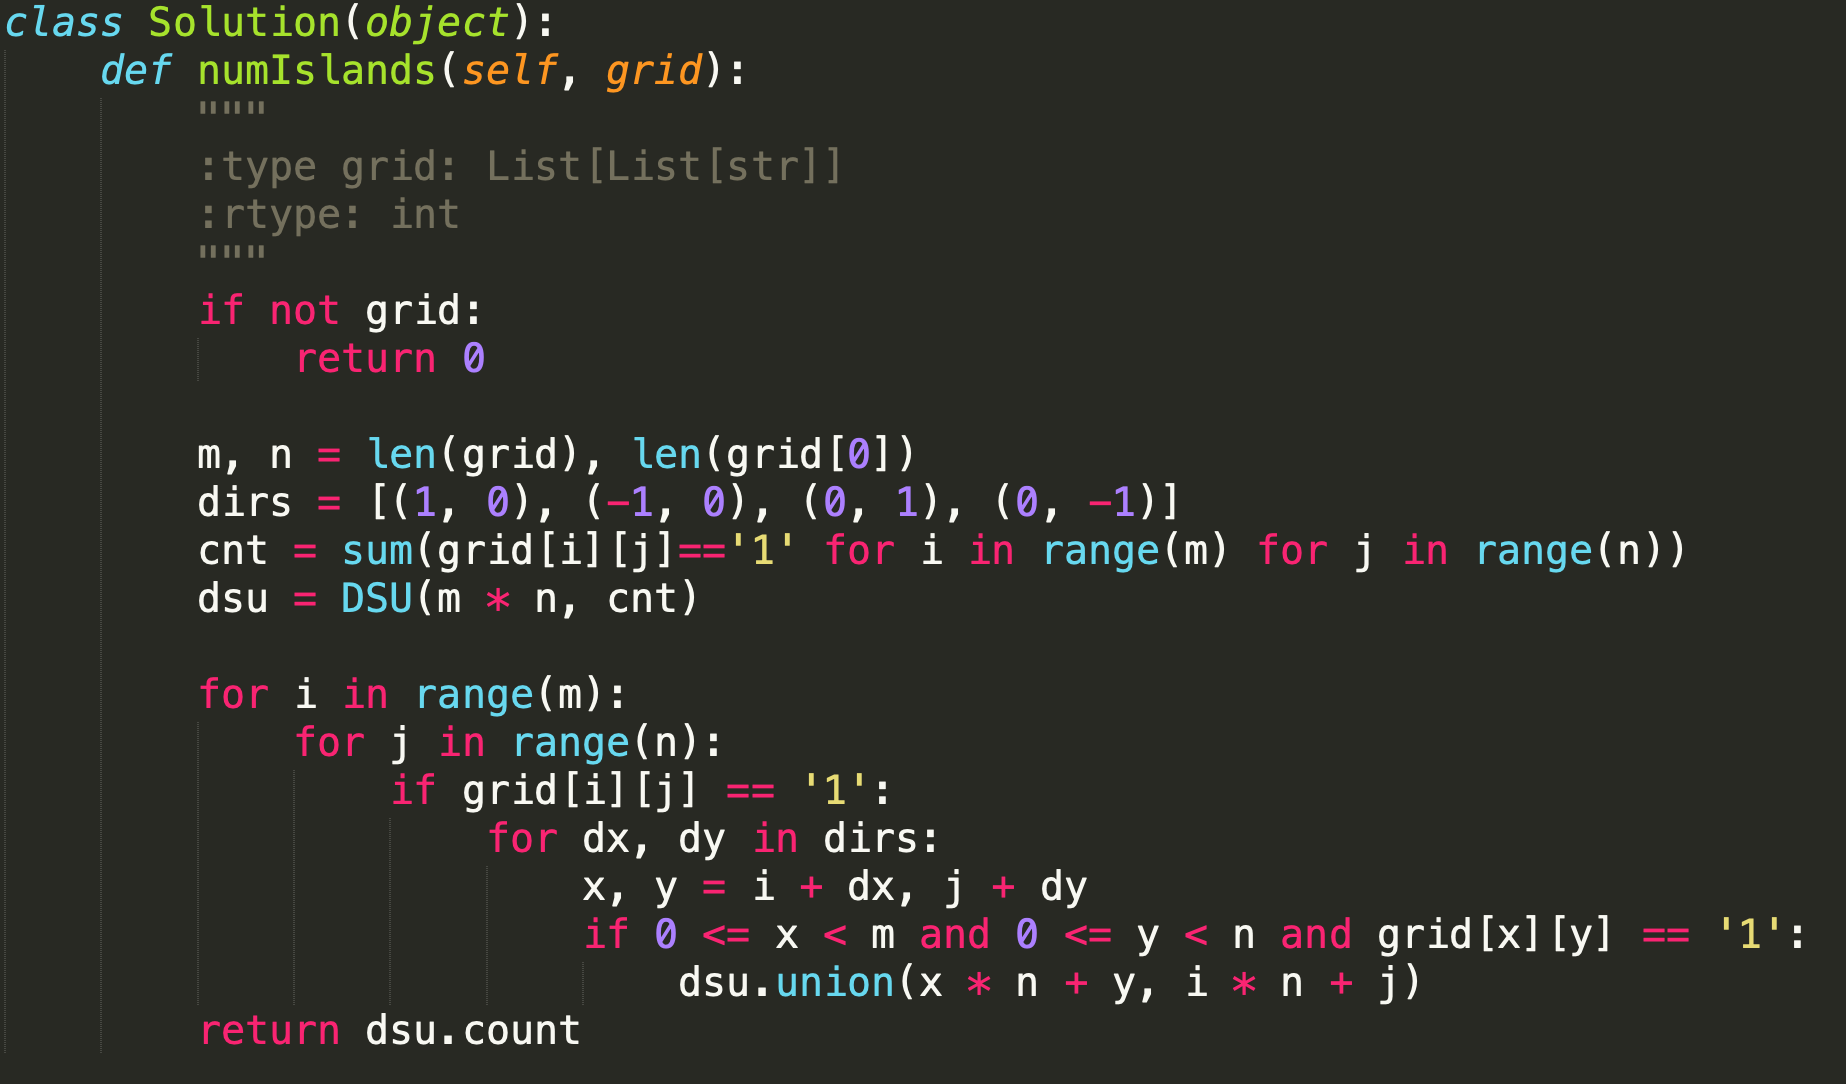 class Solution(object):
    def numIslands(self, grid):
        """
        :type grid: List[List[str]]
        :rtype: int
        """
        if not grid:
            return 0

        m, n = len(grid), len(grid[0])
        dirs = [(1, 0), (-1, 0), (0, 1), (0, -1)]
        cnt = sum(grid[i][j]=='1' for i in range(m) for j in range(n))
        dsu = DSU(m * n, cnt)

        for i in range(m):
            for j in range(n):
                if grid[i][j] == '1':
                    for dx, dy in dirs:
                        x, y = i + dx, j + dy
                        if 0 <= x < m and 0 <= y < n and grid[x][y] == '1':
                            dsu.union(x * n + y, i * n + j)
        return dsu.count